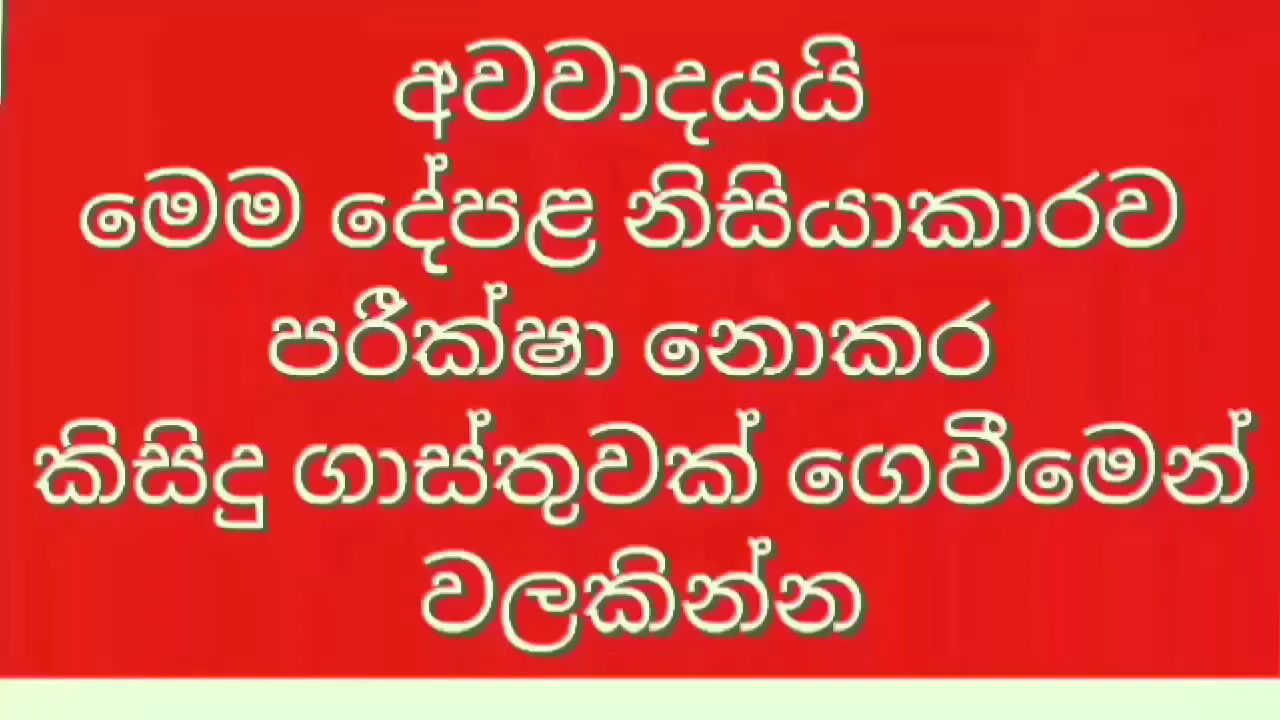 අවවාදයයි
මෙම දේපළ නිසියාකාරව
පරීක්ෂා නොකර
කිසිදු ගාස්තුවක් ගෙවීමෙන්
වලකින්න